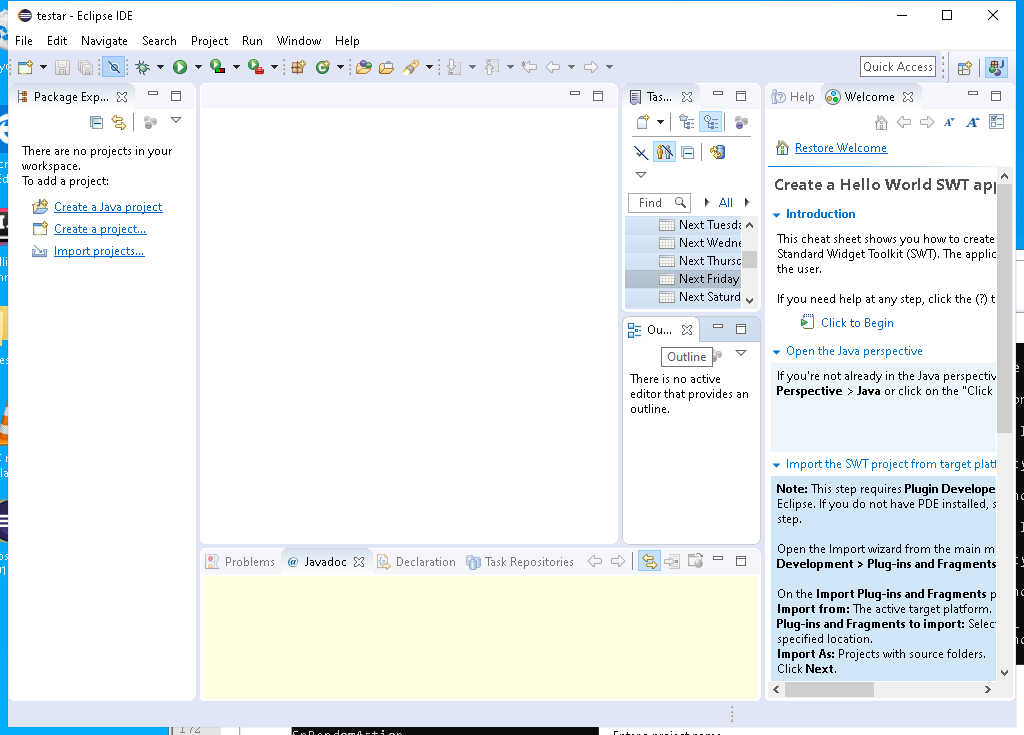 testar - Eclipse IDE
File Edit Navigate Search Project Run Window Help
Quick Access
Package Exp...
There are no projects in your
workspace.
To add a project:
Create a Java project
Create a project...
Import projects...
Tas...
Find
All
Next Tuesda
Next Wedne
Next Thursd
Next Friday
Next Saturd
Ou...
Outline
There is no active
editor that provides an
outline.
Problems @ Javadoc Declaration Task Repositories
Help Welcome
Restore Welcome
Create a Hello World SWT app
Introduction
This cheat sheet shows you how to create
Standard Widget Toolkit (SWT). The applic
the user.
If you need help at any step, click the (?) t
Click to Begin
Open the Java perspective
If you're not already in the Java perspectiv
Perspective > Java or click on the "Click
Import the SWT project from target platf
Note: This step requires Plugin Develope
Eclipse. If you do not have PDE installed, s
step.
Open the Import wizard from the main m
Development > Plug-ins and Fragments
On the Import Plug-ins and Fragments p
Import from: The active target platform.
Plug-ins and Fragments to import: Selec
specified location.
Import As: Projects with source folders.
Click Next.
172